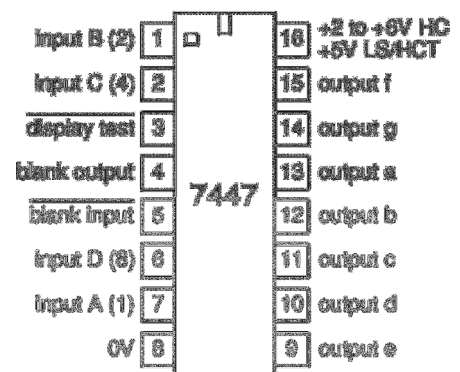 input B (2) 1 16 +2 to +6V HC
+5V LS/HCT
input C (4) 2 15 output f
display test 3 14 output g
blank output 4 13 output a
7447
blank input 5 12 output b
input D (8) 6 11 output c
input A (1) 7 10 output d
0V 8 9 output e